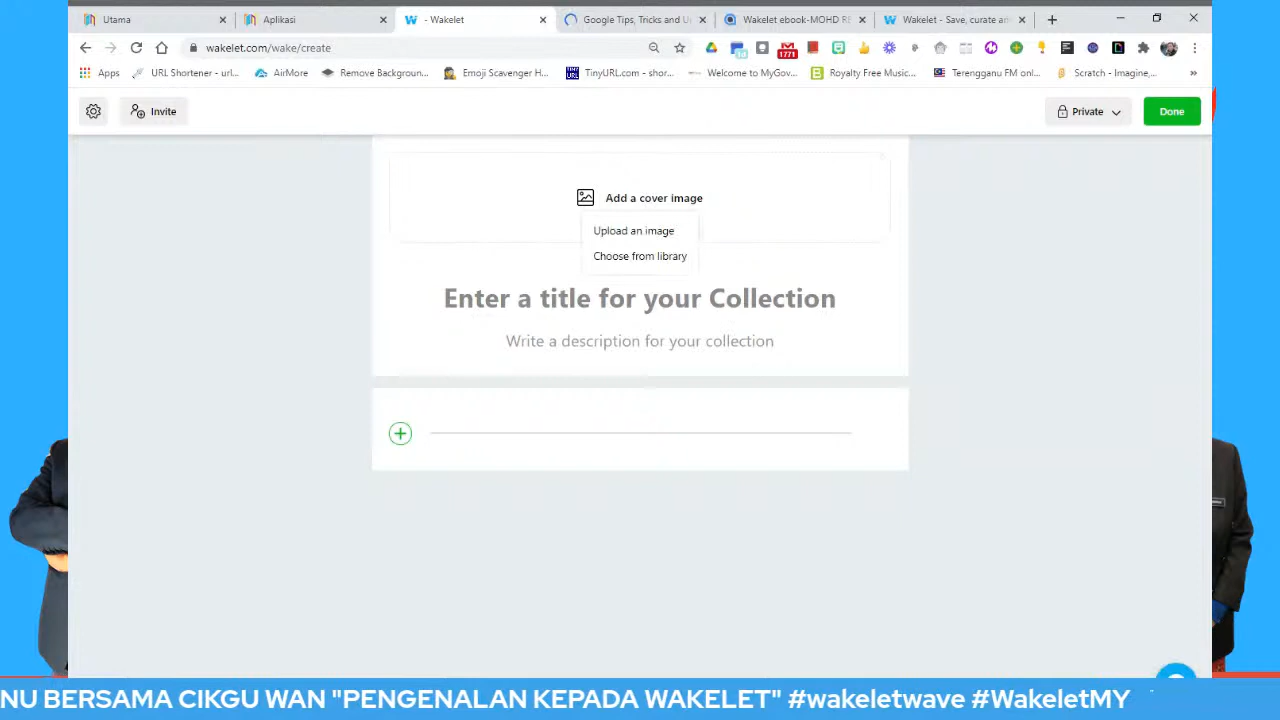 Utama
Aplikasi
- Wakelet
Google Tips, Tricks and U
Wakelet ebook-MOHD RE
Wakelet - Save, curate an
wakelet.com/wake/create
1771
Apps
URL Shortener - url...
AirMore
Remove Backgroun...
Emoji Scavenger H...
TinyURL.com - shor...
Welcome to MyGov...
Royalty Free Music...
Terengganu FM onl...
Scratch - Imagine,...
Invite
Private
Done
Add a cover image
Upload an image
Choose from library
Enter a title for your Collection
Write a description for your collection
NU BERSAMA CIKGU WAN "PENGENALAN KEPADA WAKELET" #wakeletwave #WakeletMY